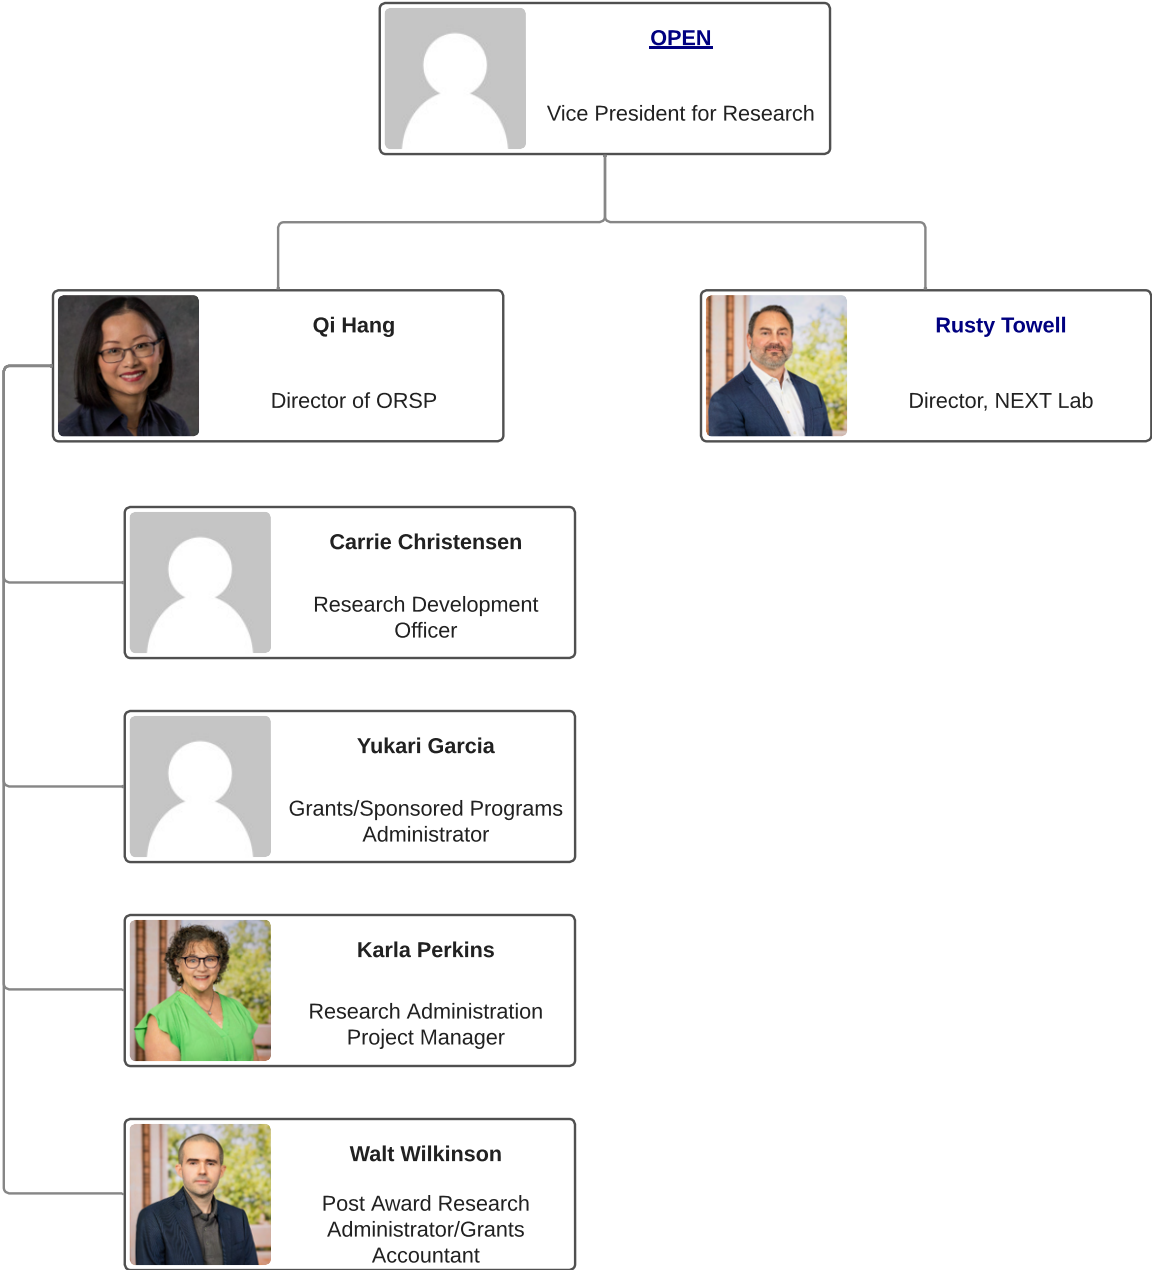 OPEN
Vice President for Research
Qi Hang
Director of ORSP
Rusty Towell
Director, NEXT Lab
Carrie Christensen
Research Development
Officer
Yukari Garcia
Grants/Sponsored Programs
Administrator
Karla Perkins
Research Administration
Project Manager
Walt Wilkinson
Post Award Research
Administrator/Grants
Accountant